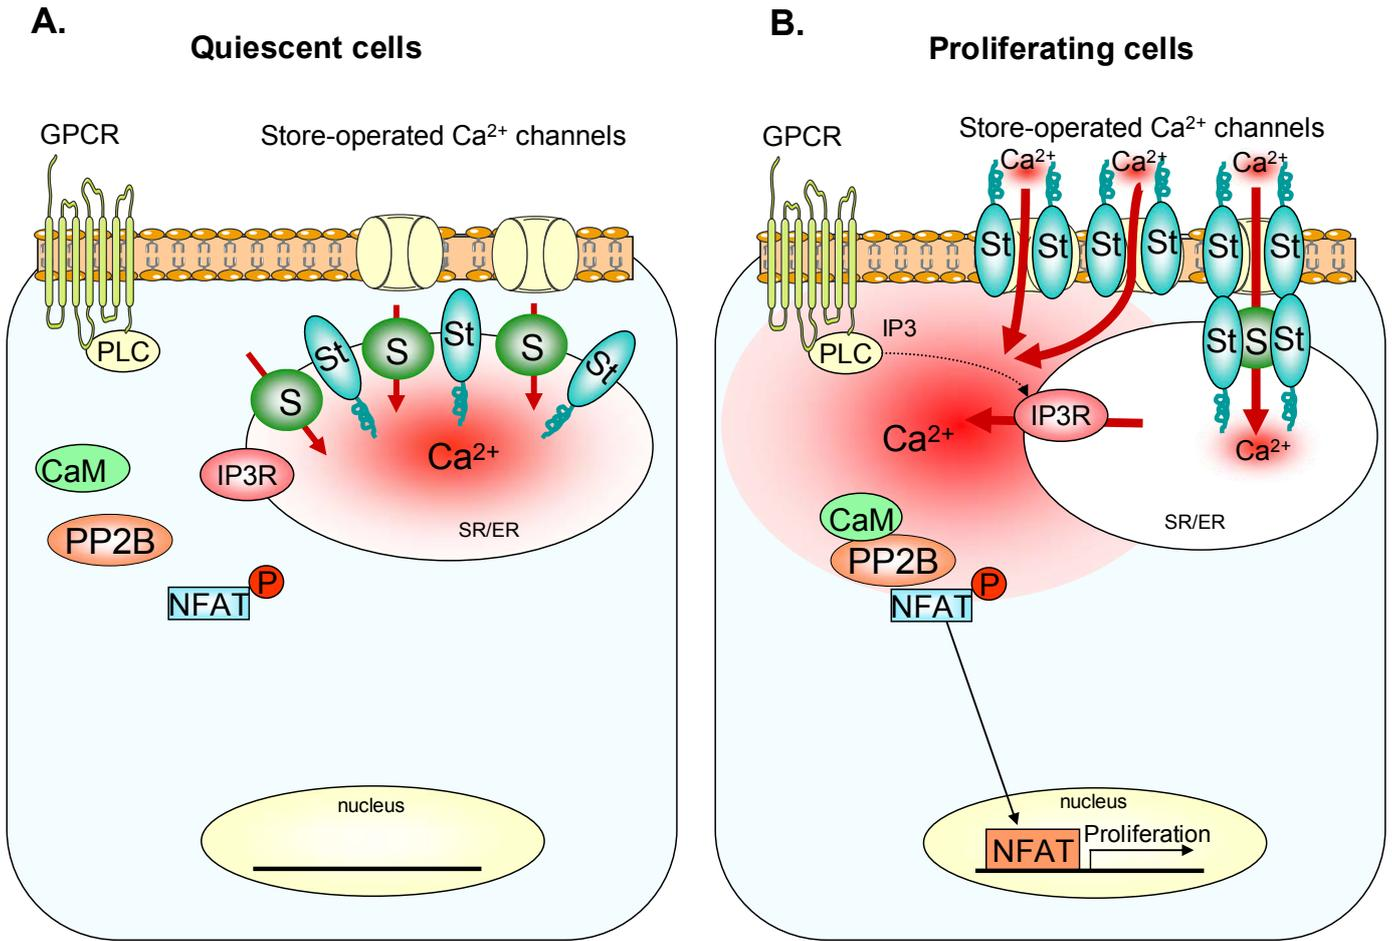 A.
Quiescent cells
GPCR
Store-operated Ca²⁺ channels
PLC
St
S
St
S
St
S
Ca²⁺
CaM
IP3R
PP2B
SR/ER
P
NFAT
nucleus
B.
Proliferating cells
GPCR
Store-operated Ca²⁺ channels
Ca²⁺
Ca²⁺
Ca²⁺
St
St
St
St
St
St
IP3
PLC
St
S
St
IP3R
Ca²⁺
Ca²⁺
CaM
SR/ER
PP2B
P
NFAT
nucleus
Proliferation
NFAT